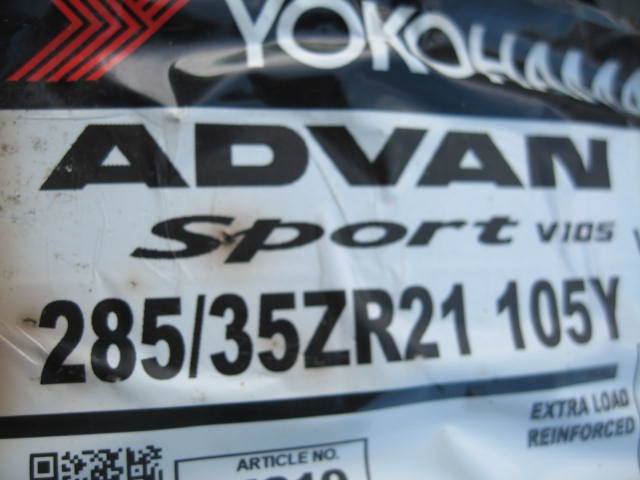 YOKOHAMA
ADVAN
Sport V105
285/35ZR21 105Y
EXTRA LOAD
REINFORCED
ARTICLE NO.